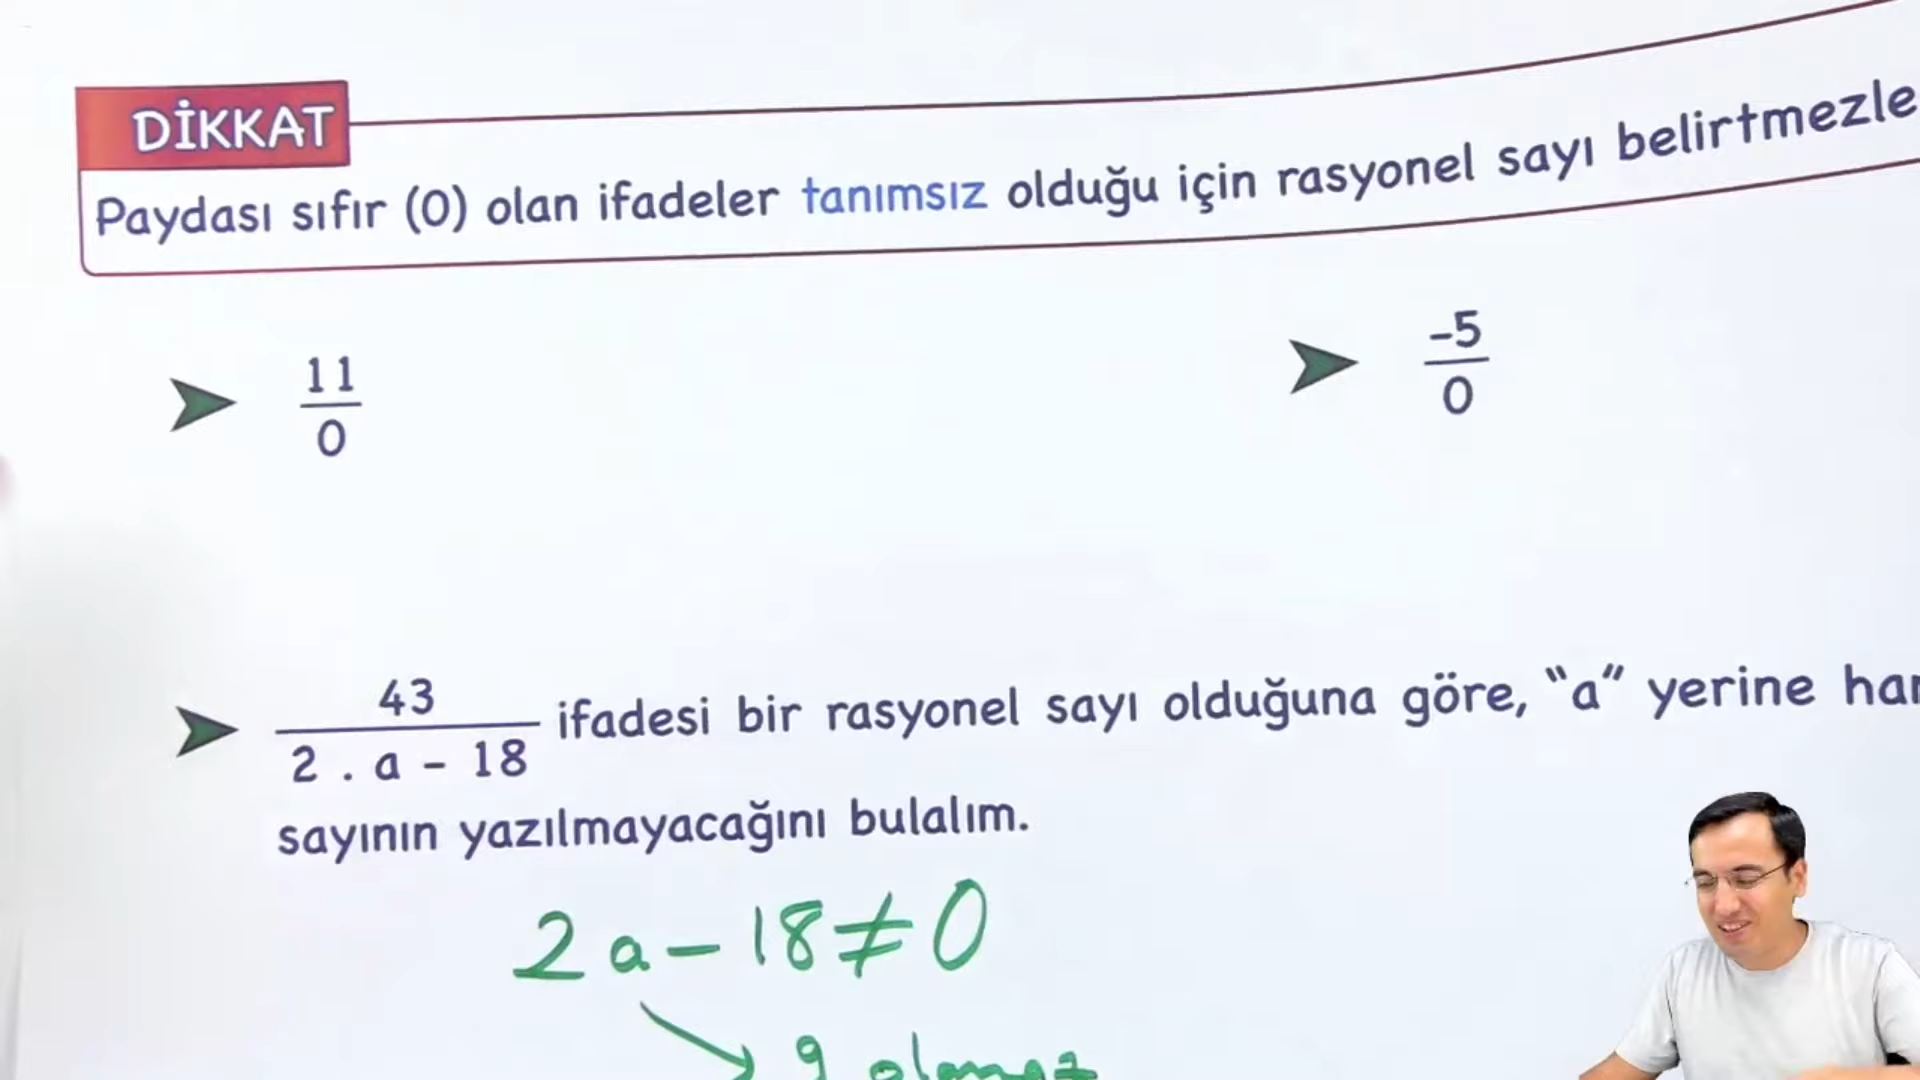 DİKKAT
Paydası sıfır (0) olan ifadeler tanımsız olduğu için rasyonel sayı belirtmezle
11
0
-5
0
43
2 . a - 18
ifadesi bir rasyonel sayı olduğuna göre, "a" yerine han
sayının yazılmayacağını bulalım.
2a-18≠0
9 olamaz